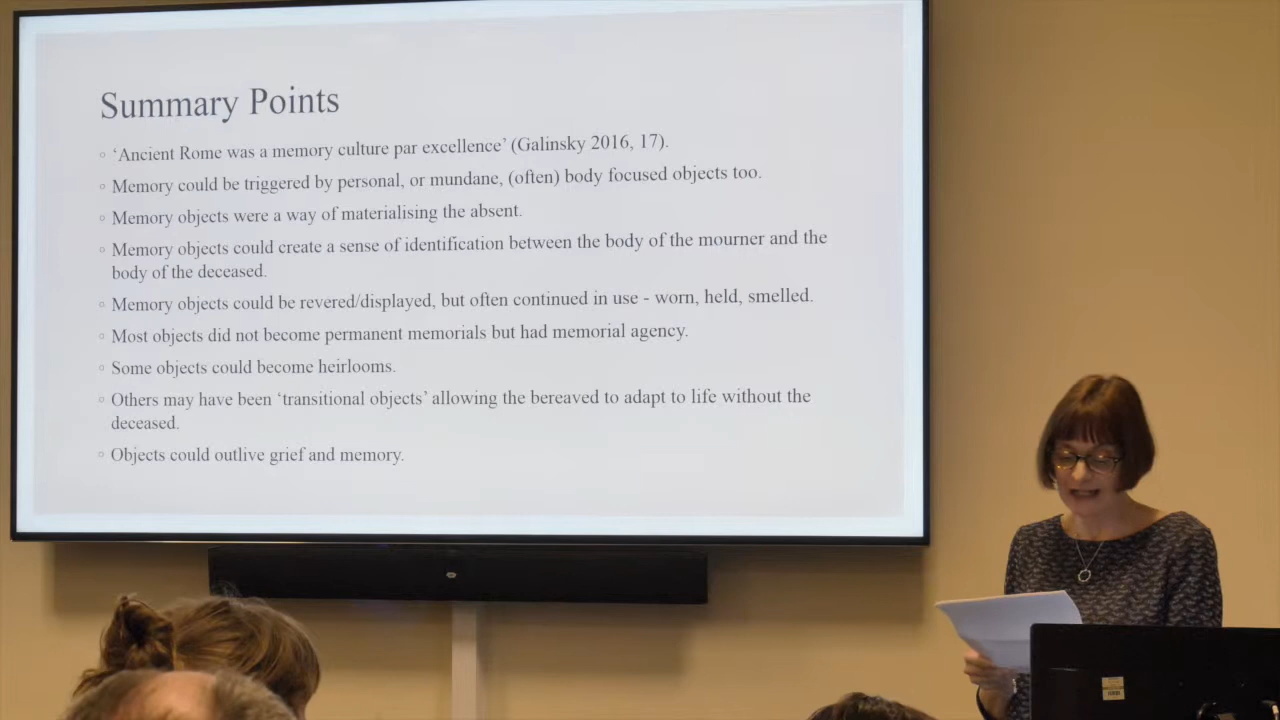 Summary Points
◦ ‘Ancient Rome was a memory culture par excellence’ (Galinsky 2016, 17).
◦ Memory could be triggered by personal, or mundane, (often) body focused objects too.
◦ Memory objects were a way of materialising the absent.
◦ Memory objects could create a sense of identification between the body of the mourner and the
body of the deceased.
◦ Memory objects could be revered/displayed, but often continued in use - worn, held, smelled.
◦ Most objects did not become permanent memorials but had memorial agency.
◦ Some objects could become heirlooms.
◦ Others may have been ‘transitional objects’ allowing the bereaved to adapt to life without the
deceased.
◦ Objects could outlive grief and memory.